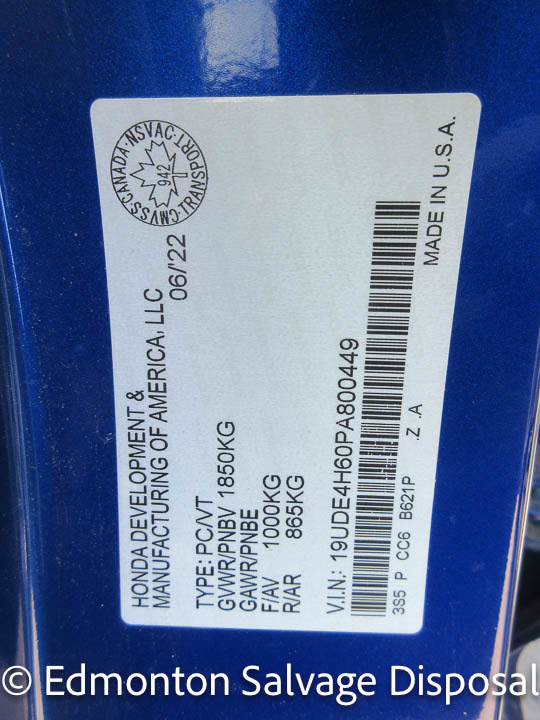 HONDA DEVELOPMENT &
MANUFACTURING OF AMERICA, LLC
06/'22
CMVSS·CANADA·NSVAC·TRANSPORT
942
TYPE: PC/VT
GVWR/PNBV 1850KG
GAWR/PNBE
F/AV 1000KG
R/AR 865KG
V.I.N.: 19UDE4H60PA800449
3S5 P CC6 B621P .Z .A
MADE IN U.S.A.
© Edmonton Salvage Disposal